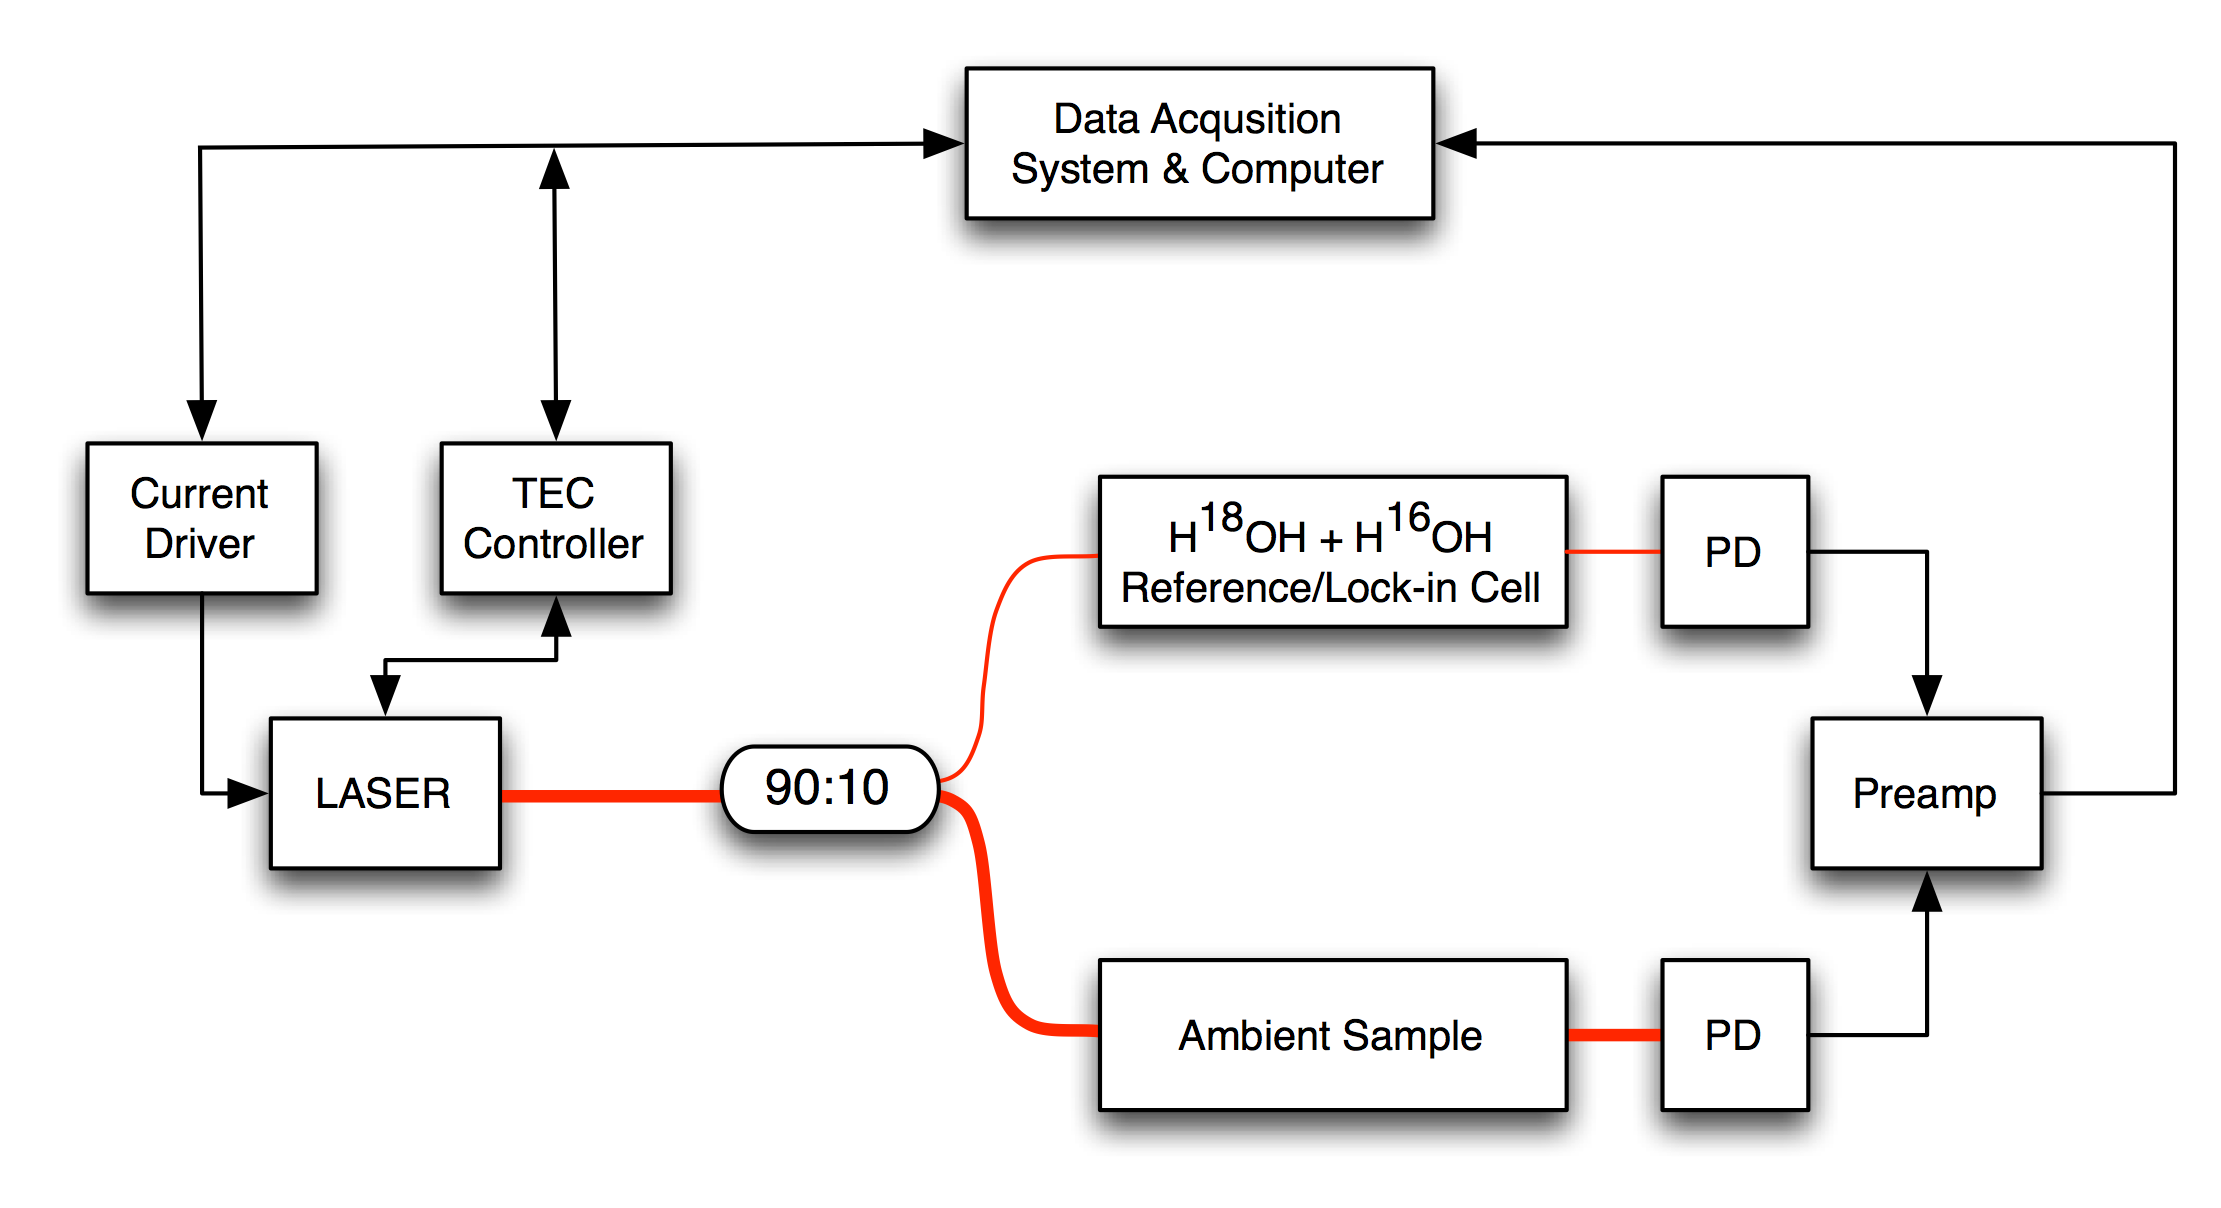 Data Acqusition
System & Computer
Current
Driver
TEC
Controller
H¹⁸OH + H¹⁶OH
Reference/Lock-in Cell
PD
LASER
90:10
Preamp
Ambient Sample
PD